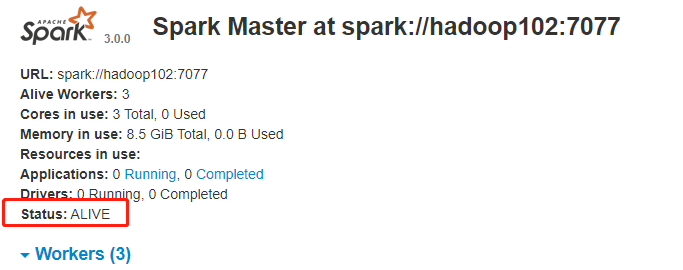 APACHE
Spark 3.0.0
Spark Master at spark://hadoop102:7077
URL: spark://hadoop102:7077
Alive Workers: 3
Cores in use: 3 Total, 0 Used
Memory in use: 8.5 GiB Total, 0.0 B Used
Resources in use:
Applications: 0 Running, 0 Completed
Drivers: 0 Running, 0 Completed
Status: ALIVE
Workers (3)